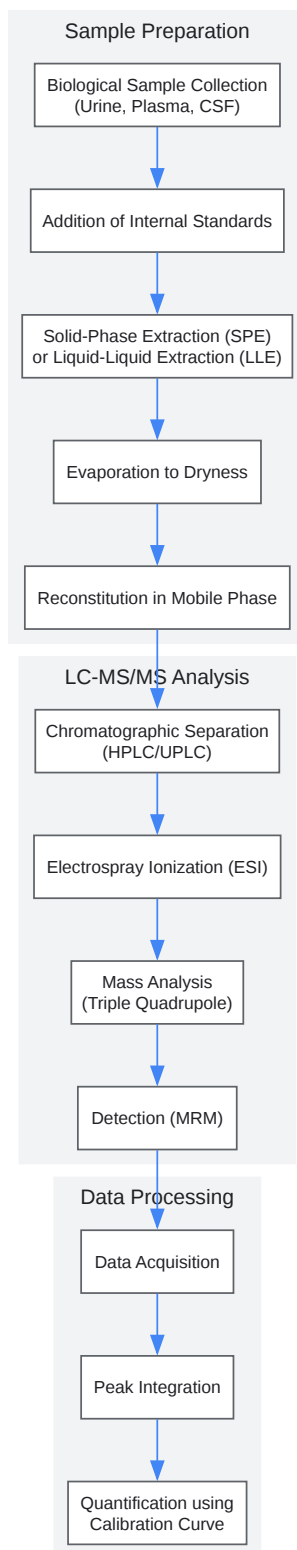 Sample Preparation
Biological Sample Collection
(Urine, Plasma, CSF)
Addition of Internal Standards
Solid-Phase Extraction (SPE)
or Liquid-Liquid Extraction (LLE)
Evaporation to Dryness
Reconstitution in Mobile Phase
LC-MS/MS Analysis
Chromatographic Separation
(HPLC/UPLC)
Electrospray Ionization (ESI)
Mass Analysis
(Triple Quadrupole)
Detection (MRM)
Data Processing
Data Acquisition
Peak Integration
Quantification using
Calibration Curve